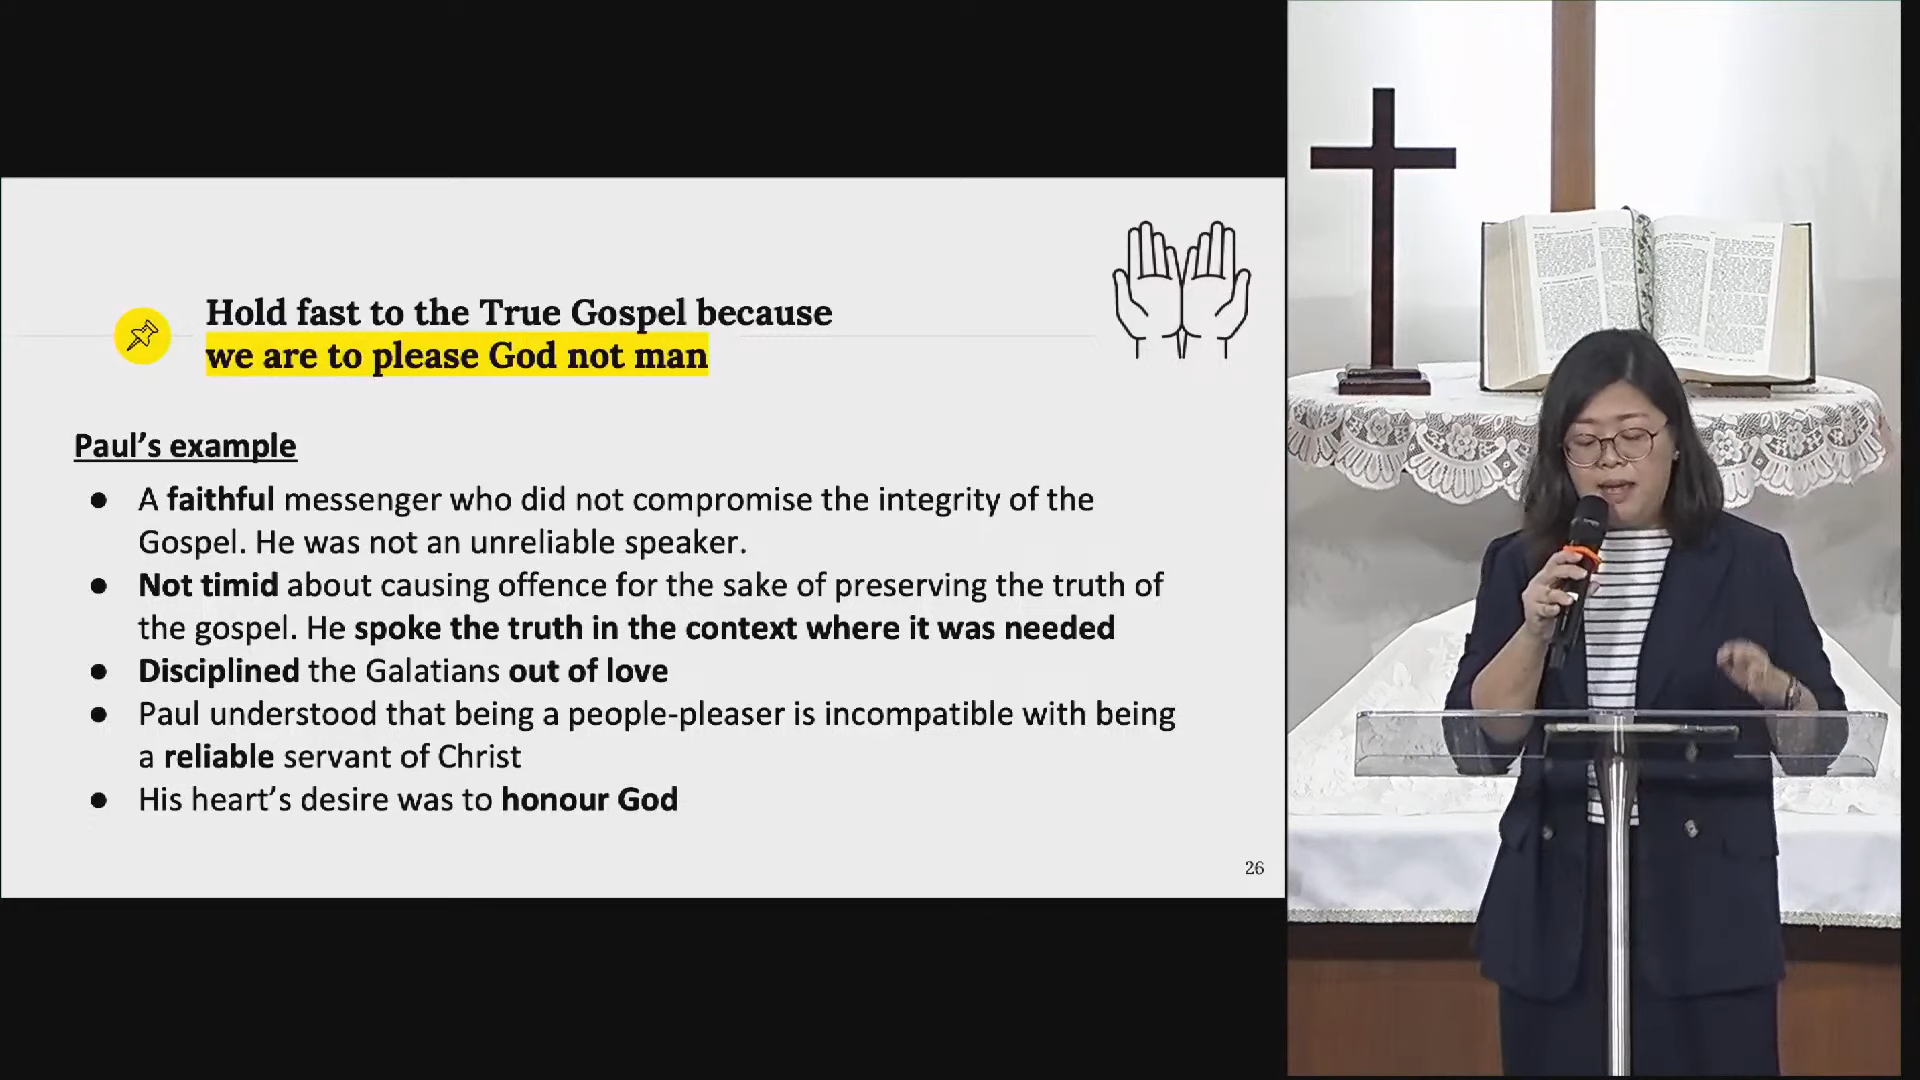 Hold fast to the True Gospel because
we are to please God not man
Paul’s example
● A faithful messenger who did not compromise the integrity of the
Gospel. He was not an unreliable speaker.
● Not timid about causing offence for the sake of preserving the truth of
the gospel. He spoke the truth in the context where it was needed
● Disciplined the Galatians out of love
● Paul understood that being a people-pleaser is incompatible with being
a reliable servant of Christ
● His heart’s desire was to honour God
26